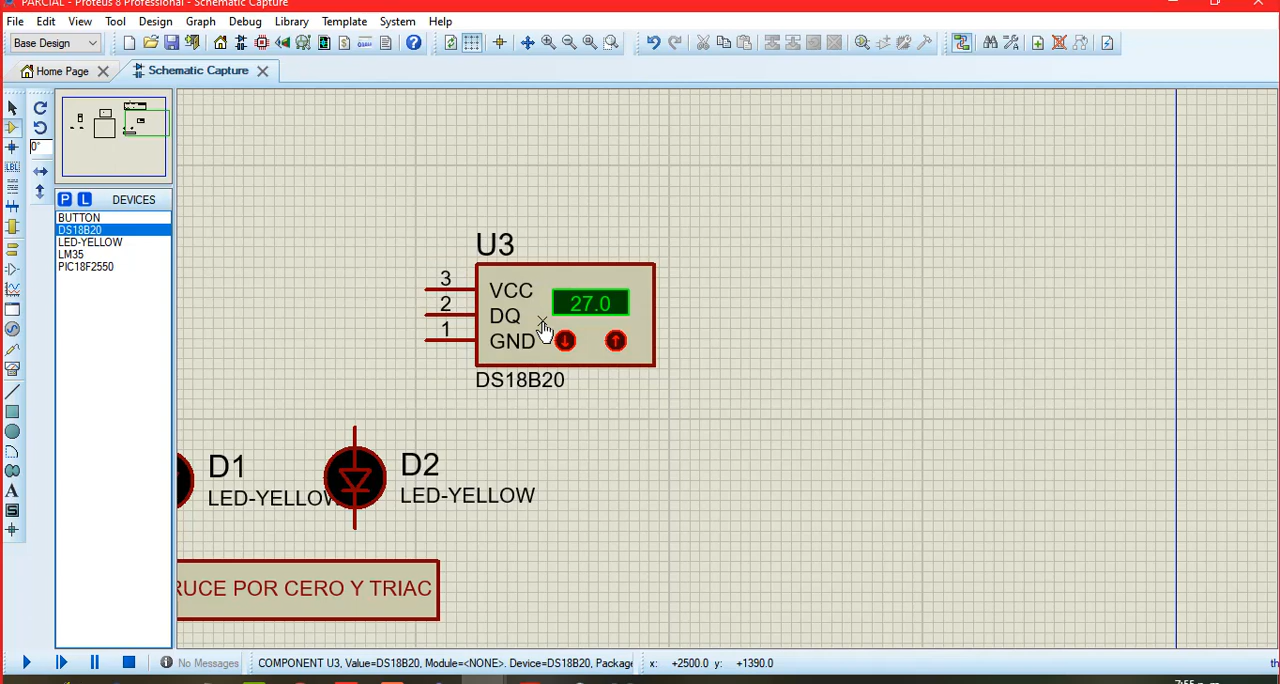 PARCIAL - Proteus 8 Professional - Schematic Capture
File Edit View Tool Design Graph Debug Library Template System Help
Base Design
Home Page
Schematic Capture
0°
LBL
P L DEVICES
BUTTON
DS18B20
LED-YELLOW
LM35
PIC18F2550
U3
3 VCC
27.0
2 DQ
1 GND
DS18B20
D1
LED-YELLOW
D2
LED-YELLOW
RUCE POR CERO Y TRIAC
No Messages
COMPONENT U3, Value=DS18B20, Module=<NONE>. Device=DS18B20, Package
x: +2500.0 y: +1390.0
th